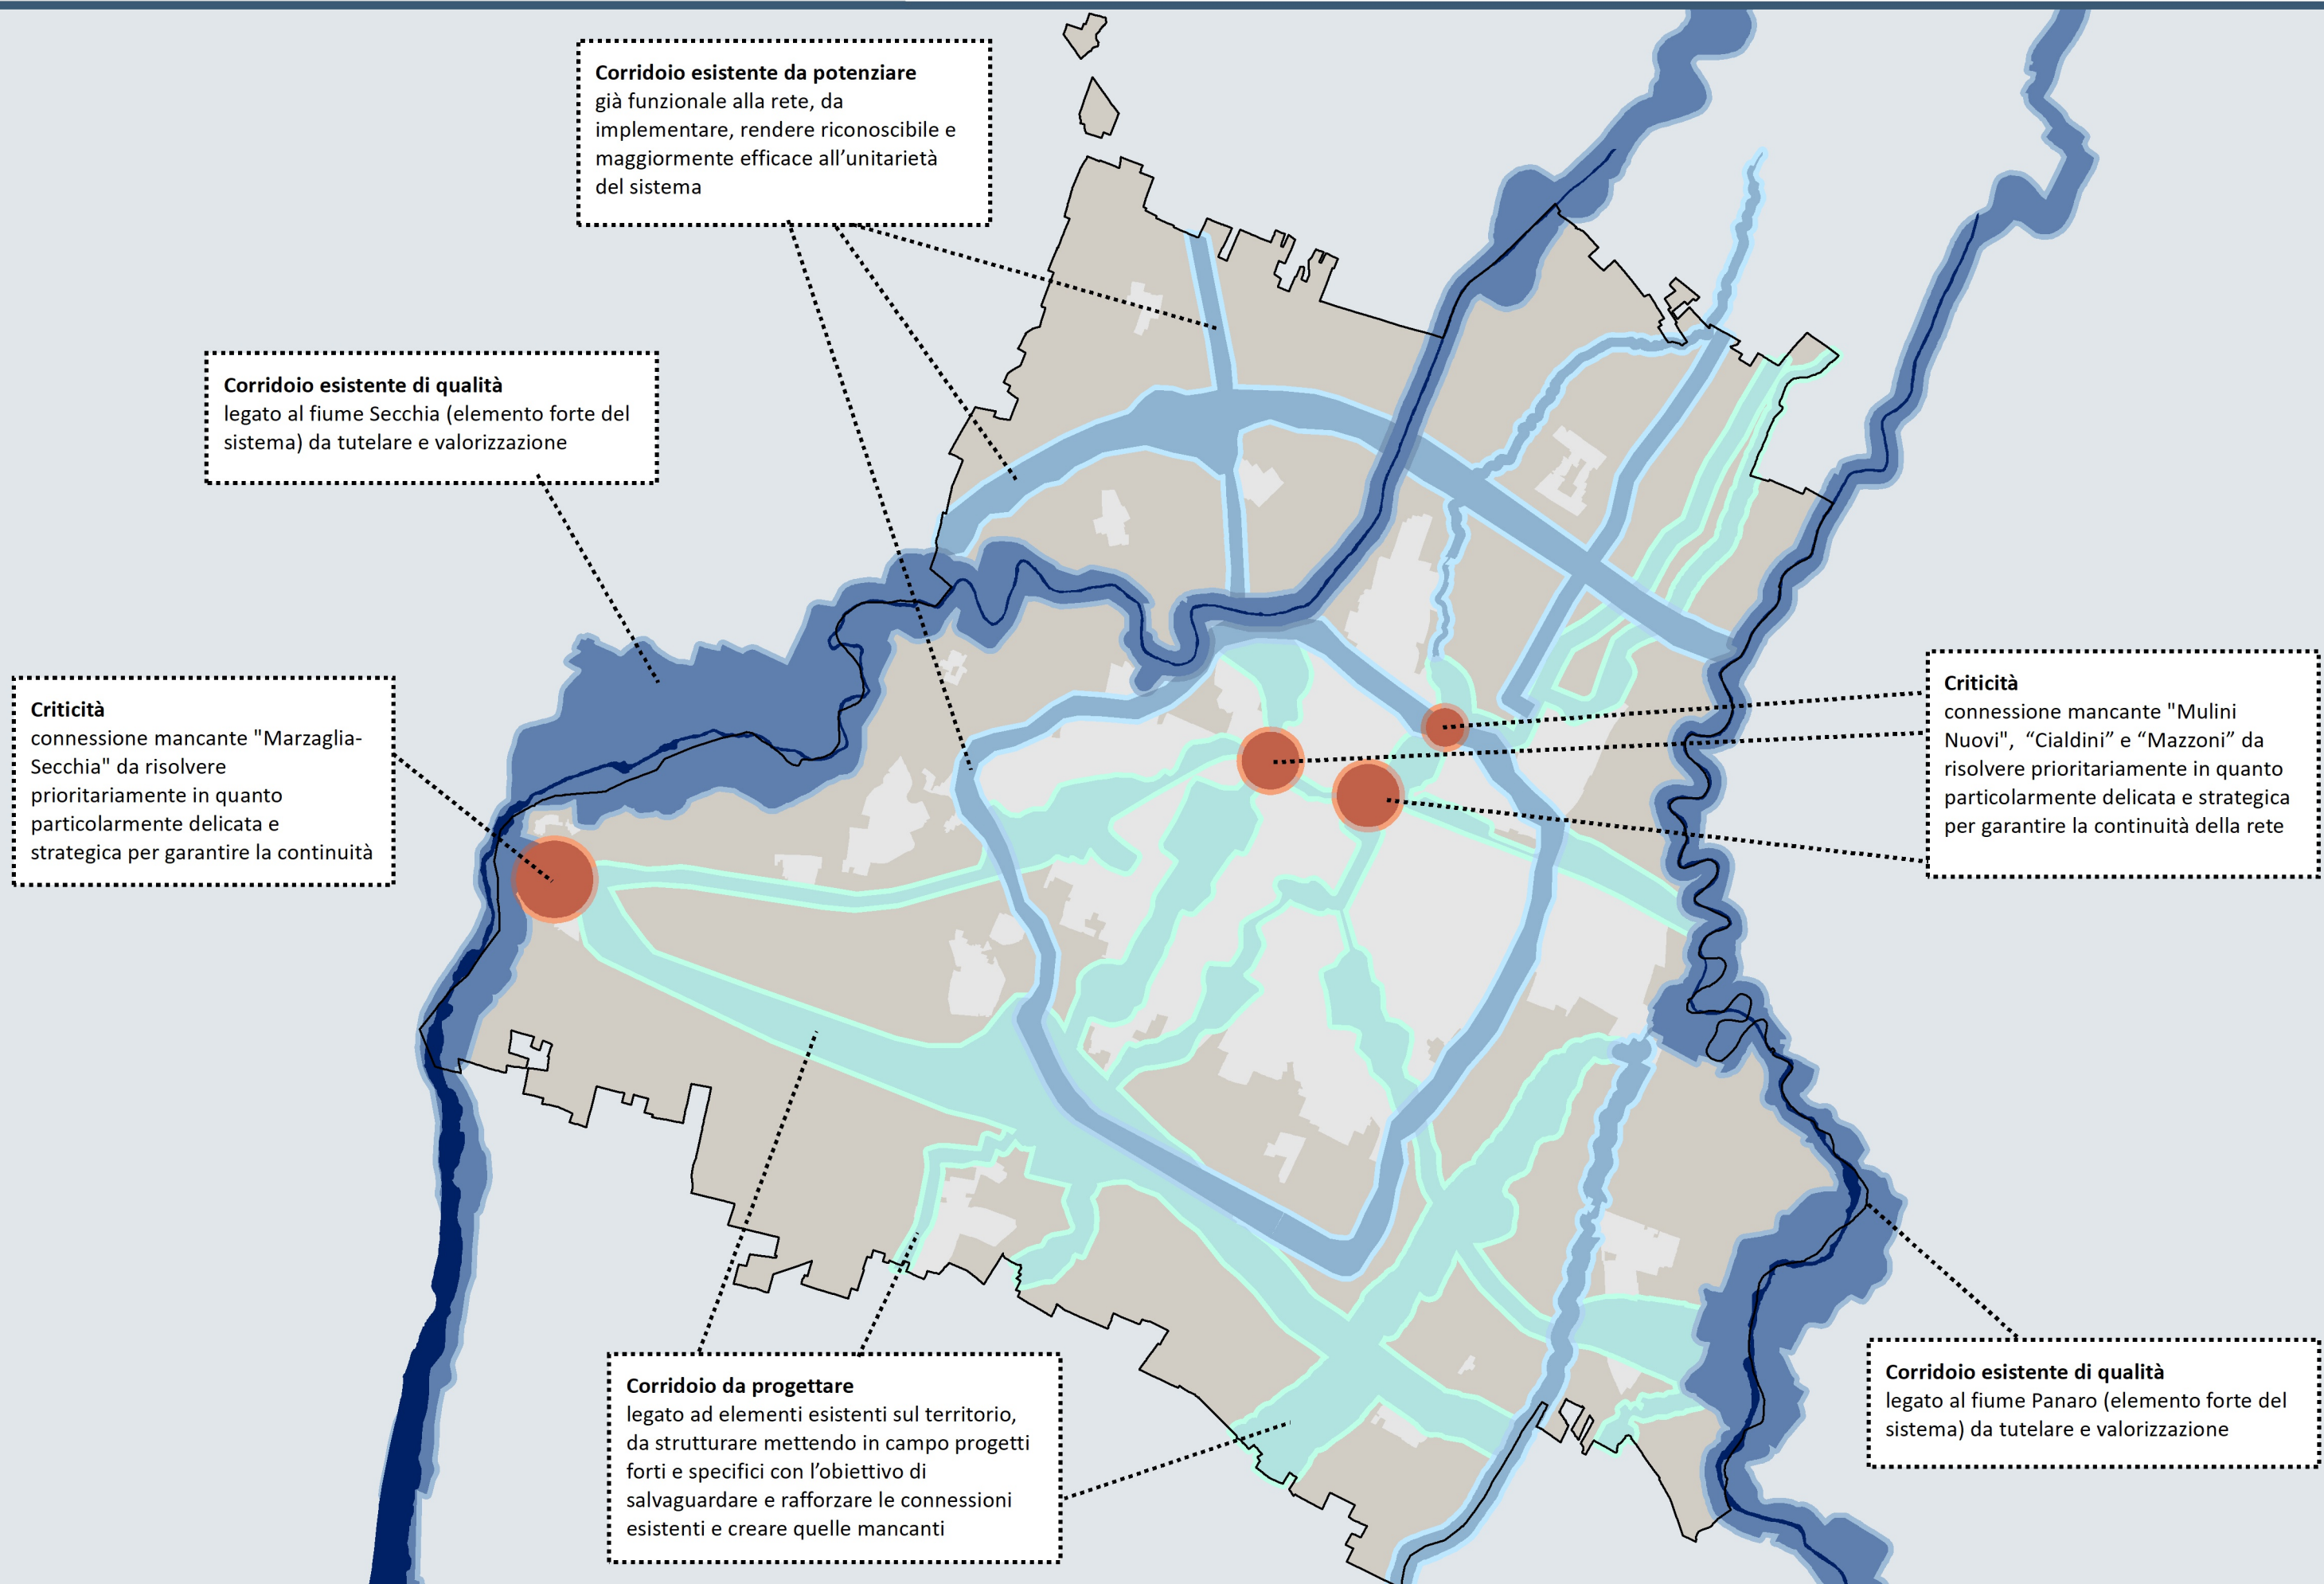 Corridoio esistente da potenziare
già funzionale alla rete, da
implementare, rendere riconoscibile e
maggiormente efficace all’unitarietà
del sistema
Corridoio esistente di qualità
legato al fiume Secchia (elemento forte del
sistema) da tutelare e valorizzazione
Criticità
connessione mancante "Marzaglia-
Secchia" da risolvere
prioritariamente in quanto
particolarmente delicata e
strategica per garantire la continuità
Criticità
connessione mancante "Mulini
Nuovi", “Cialdini” e “Mazzoni” da
risolvere prioritariamente in quanto
particolarmente delicata e strategica
per garantire la continuità della rete
Corridoio da progettare
legato ad elementi esistenti sul territorio,
da strutturare mettendo in campo progetti
forti e specifici con l’obiettivo di
salvaguardare e rafforzare le connessioni
esistenti e creare quelle mancanti
Corridoio esistente di qualità
legato al fiume Panaro (elemento forte del
sistema) da tutelare e valorizzazione